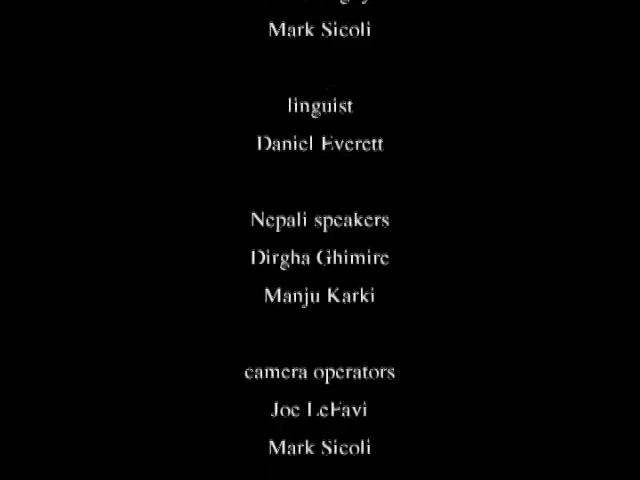 Mark Sicoli
linguist
Daniel Everett
Nepali speakers
Dirgha Ghimire
Manju Karki
camera operators
Joe LeFavi
Mark Sicoli